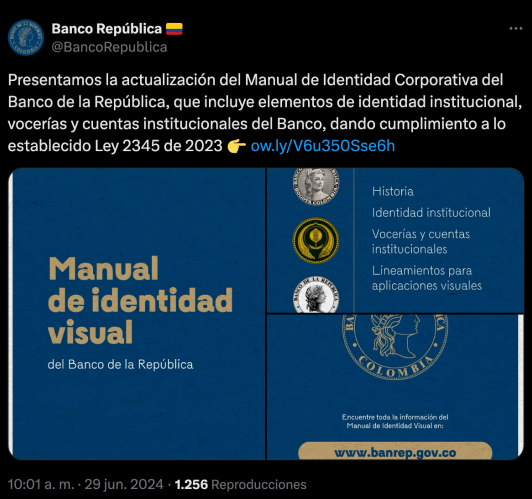 Banco República 🇨🇴
@BancoRepublica
Presentamos la actualización del Manual de Identidad Corporativa del
Banco de la República, que incluye elementos de identidad institucional,
vocerías y cuentas institucionales del Banco, dando cumplimiento a lo
establecido Ley 2345 de 2023 👉 ow.ly/V6u350Sse6h
Manual
de identidad
visual
del Banco de la República
Historia
Identidad institucional
Vocerías y cuentas
institucionales
Lineamientos para
aplicaciones visuales
DE LA REPÚBLICA
COLOMBIA
Encuentre toda la información del
Manual de Identidad Visual en:
www.banrep.gov.co
10:01 a. m. · 29 jun. 2024 · 1.256 Reproducciones